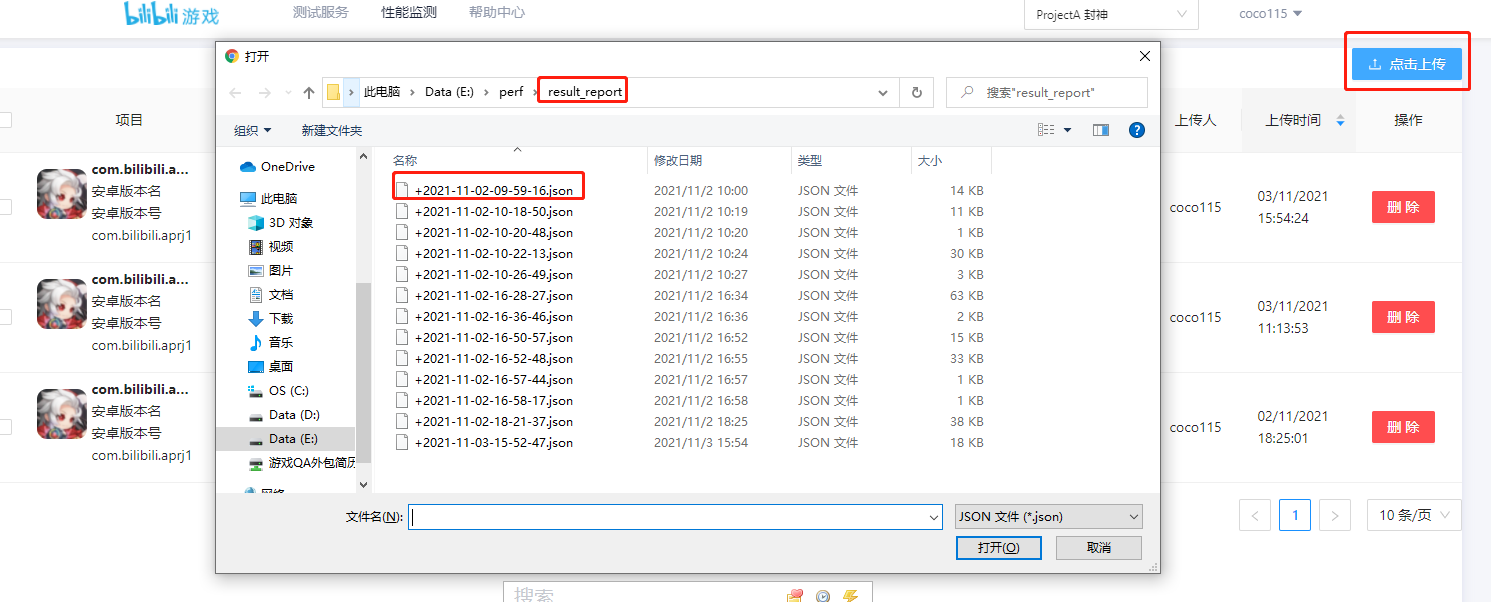 bilibili 游戏
测试服务 性能监测 帮助中心
ProjectA 封神
coco115
点击上传
项目
上传人 上传时间 操作
com.bilibili.a...
安卓版本名
安卓版本号
com.bilibili.aprj1
com.bilibili.a...
安卓版本名
安卓版本号
com.bilibili.aprj1
com.bilibili.a...
安卓版本名
安卓版本号
com.bilibili.aprj1
打开
此电脑 Data (E:) perf result_report
搜索"result_report"
组织 新建文件夹
OneDrive
此电脑
3D 对象
视频
图片
文档
下载
音乐
桌面
OS (C:)
Data (D:)
Data (E:)
游戏QA外包简历
网络
名称 修改日期 类型 大小
+2021-11-02-09-59-16.json 2021/11/2 10:00 JSON 文件 14 KB
+2021-11-02-10-18-50.json 2021/11/2 10:19 JSON 文件 11 KB
+2021-11-02-10-20-48.json 2021/11/2 10:20 JSON 文件 1 KB
+2021-11-02-10-22-13.json 2021/11/2 10:24 JSON 文件 30 KB
+2021-11-02-10-26-49.json 2021/11/2 10:27 JSON 文件 3 KB
+2021-11-02-16-28-27.json 2021/11/2 16:34 JSON 文件 63 KB
+2021-11-02-16-36-46.json 2021/11/2 16:36 JSON 文件 2 KB
+2021-11-02-16-50-57.json 2021/11/2 16:52 JSON 文件 15 KB
+2021-11-02-16-52-48.json 2021/11/2 16:55 JSON 文件 33 KB
+2021-11-02-16-57-44.json 2021/11/2 16:57 JSON 文件 1 KB
+2021-11-02-16-58-17.json 2021/11/2 16:58 JSON 文件 1 KB
+2021-11-02-18-21-37.json 2021/11/2 18:25 JSON 文件 38 KB
+2021-11-03-15-52-47.json 2021/11/3 15:54 JSON 文件 18 KB
文件名(N):
JSON 文件 (*.json)
打开(O) 取消
coco115
03/11/2021
15:54:24
删 除
coco115
03/11/2021
11:13:53
删 除
coco115
02/11/2021
18:25:01
删 除
1
10 条/页
搜索